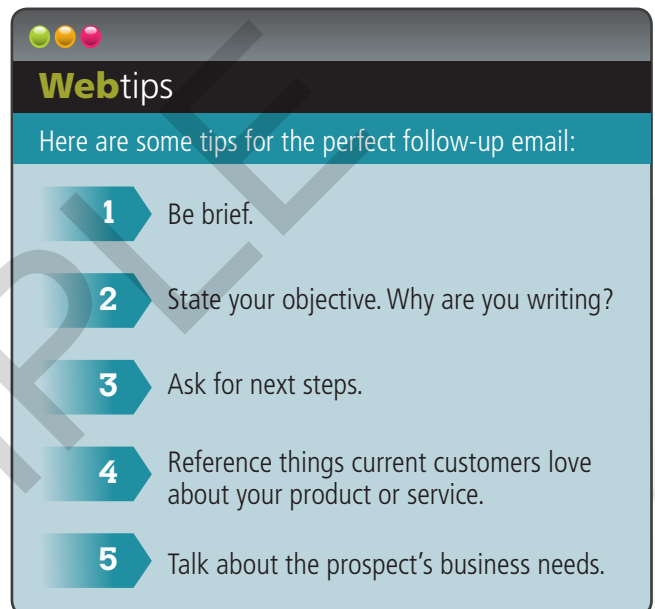 Webtips
Here are some tips for the perfect follow-up email:
1 Be brief.
2 State your objective. Why are you writing?
3 Ask for next steps.
4 Reference things current customers love
about your product or service.
5 Talk about the prospect’s business needs.
PLE